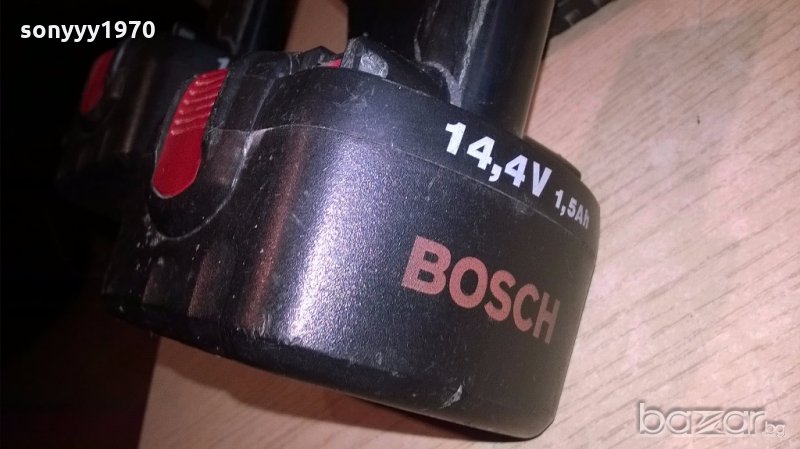 sonyyy1970
14,4V 1,5Ah
BOSCH
bazar.bg